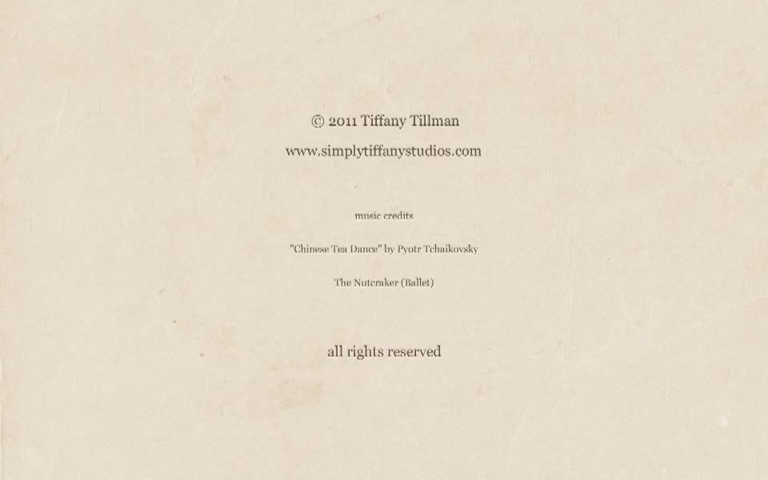 © 2011 Tiffany Tillman
www.simplytiffanystudios.com
music credits
"Chinese Tea Dance" by Pyotr Tchaikovsky
The Nutcraker (Ballet)
all rights reserved